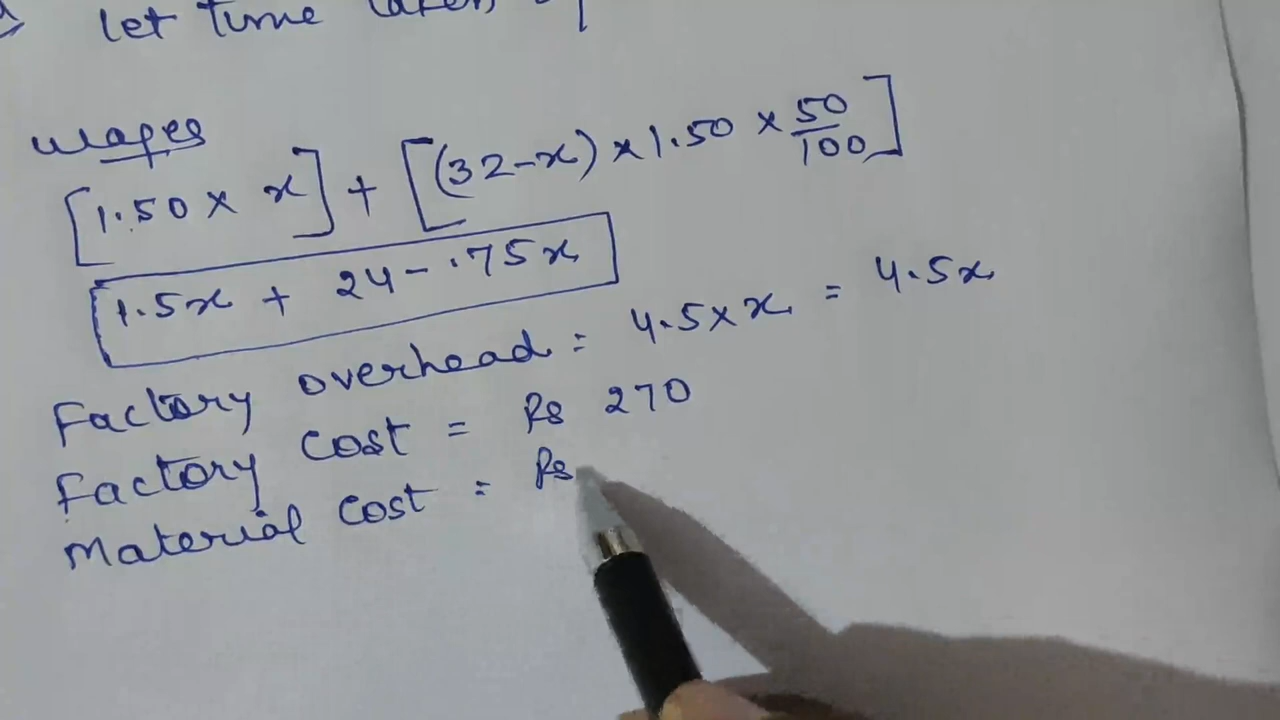 let time taken
Wages
[1.50 × x] + [(32-x) × 1.50 × 50/100]
1.5x + 24 - .75x
Factory overhead = 4.5 × x = 4.5x
Factory cost = Rs 270
Material cost = Rs